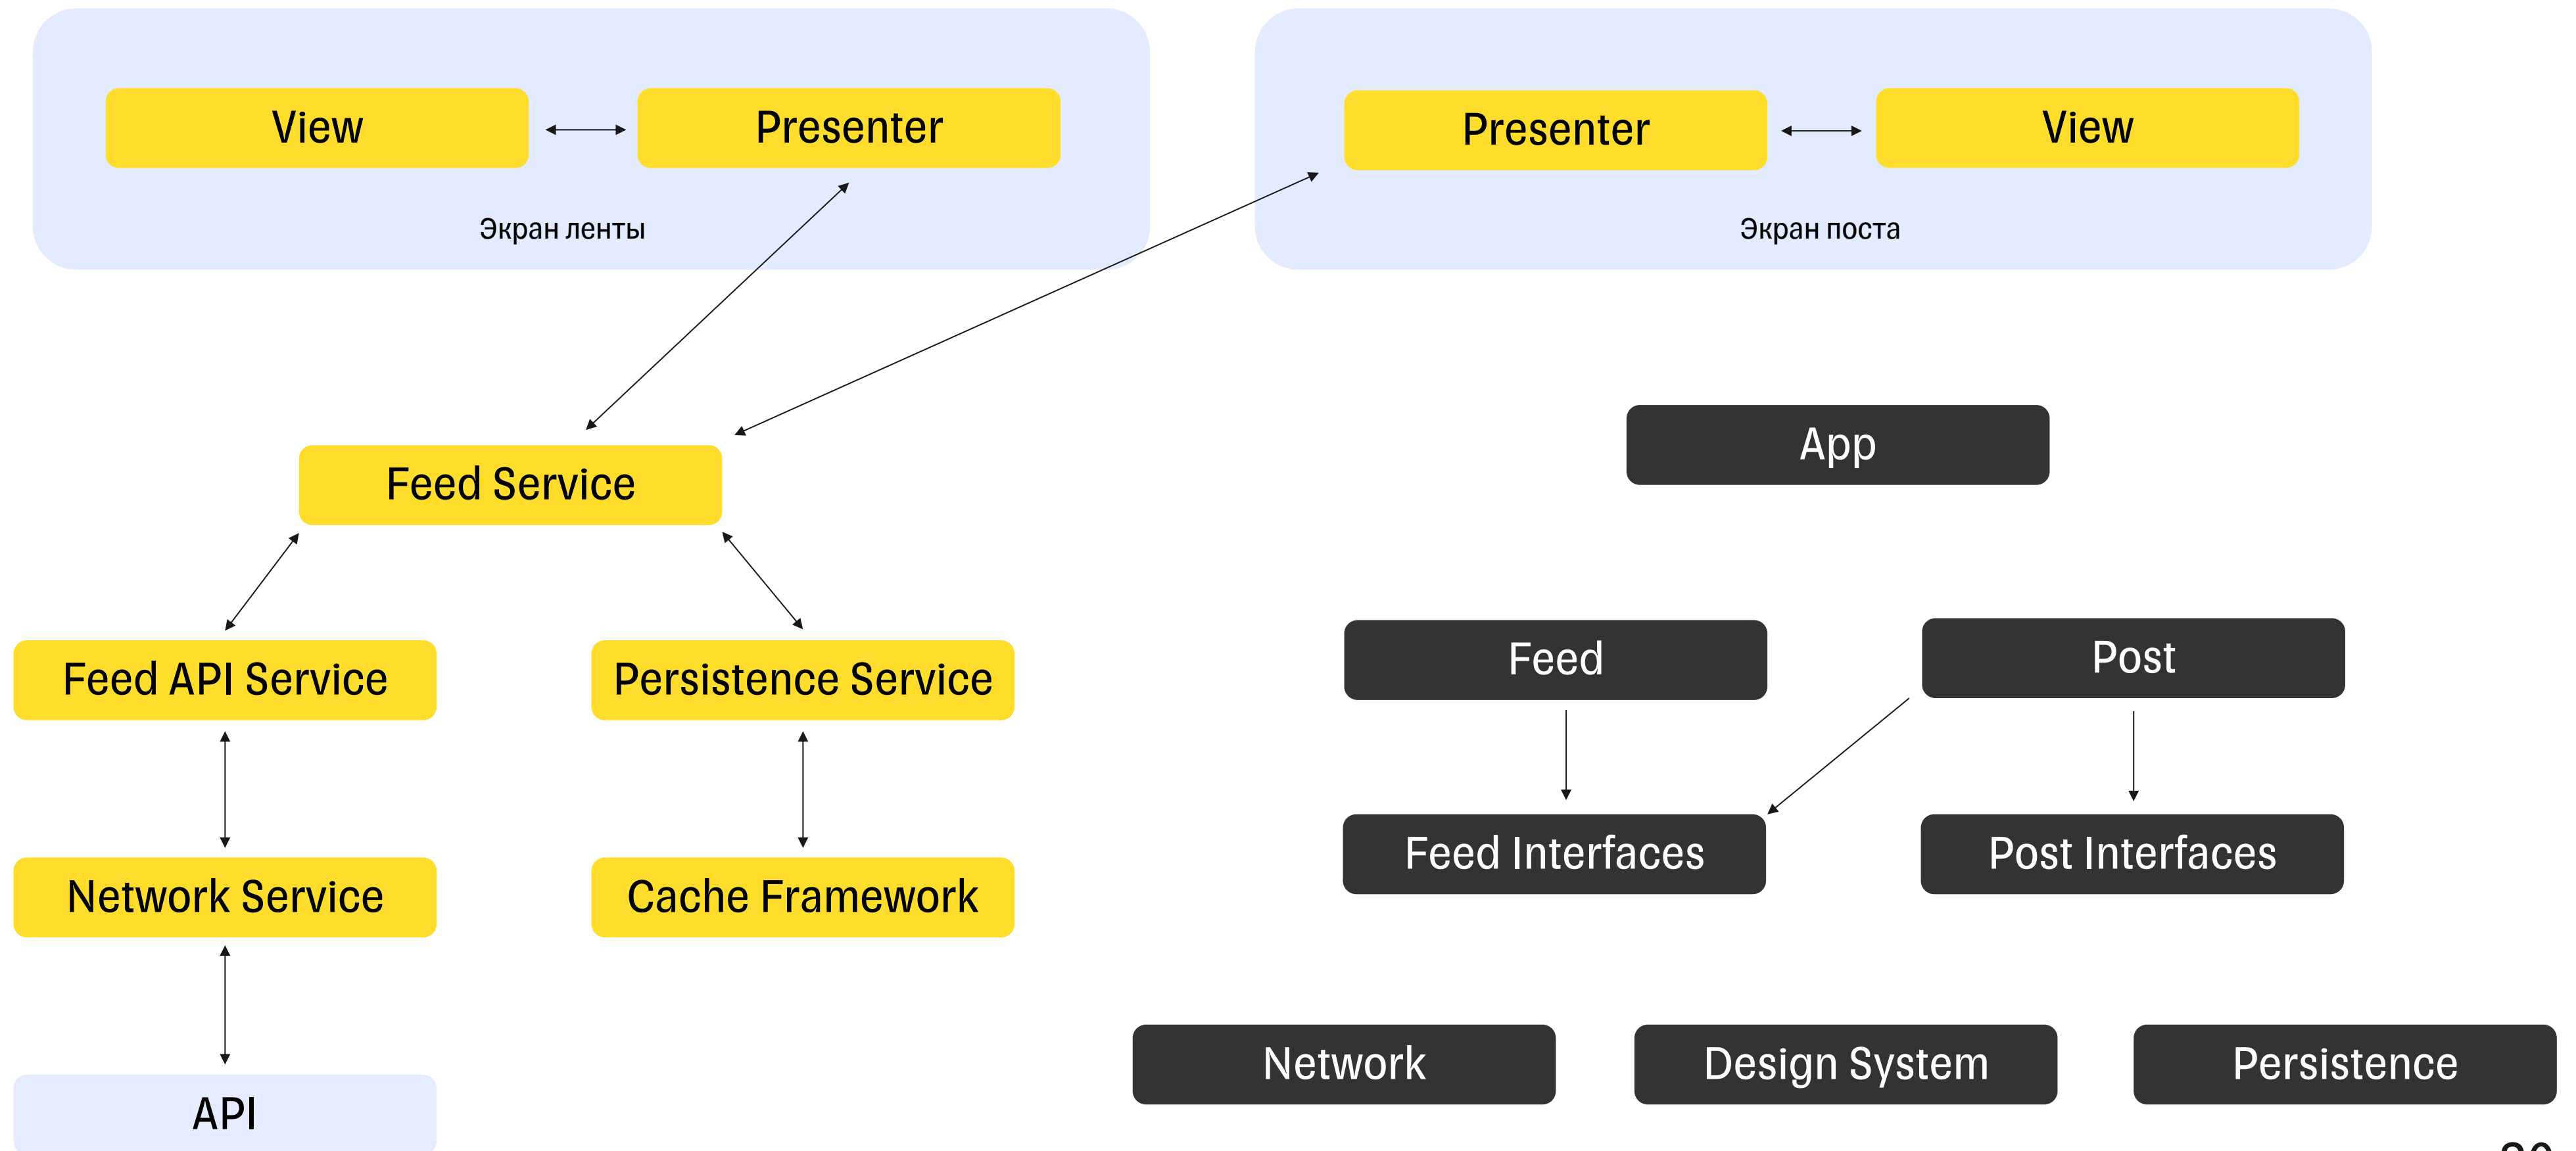 View
Presenter
Экран ленты
Presenter
View
Экран поста
Feed Service
Feed API Service
Persistence Service
Network Service
Cache Framework
API
App
Feed
Post
Feed Interfaces
Post Interfaces
Network
Design System
Persistence